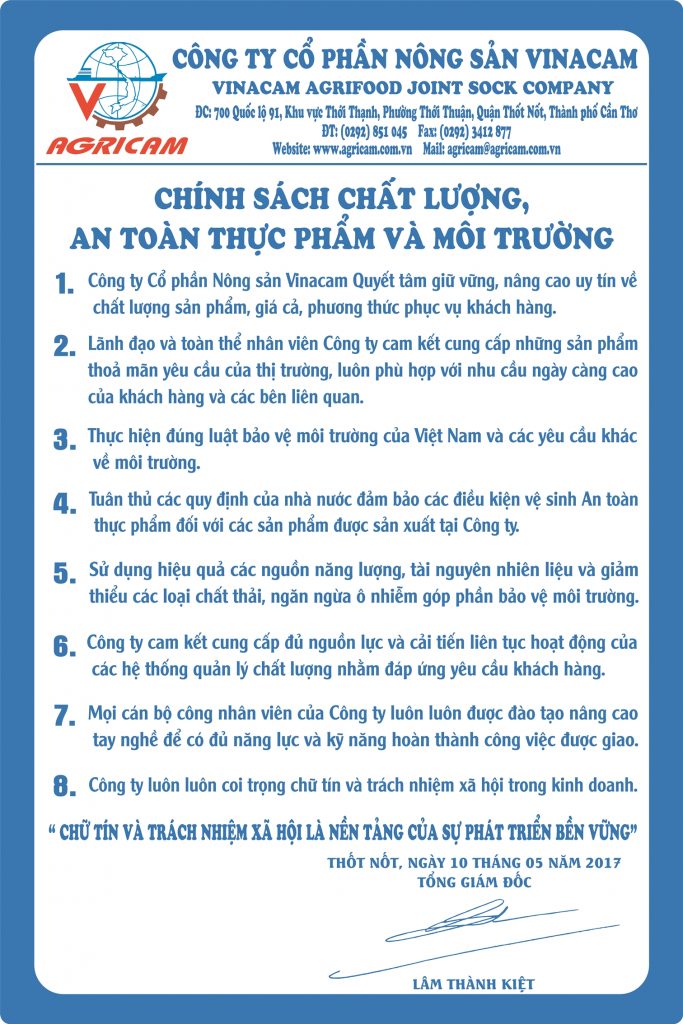 V
AGRICAM
CÔNG TY CỔ PHẦN NÔNG SẢN VINACAM
VINACAM AGRIFOOD JOINT SOCK COMPANY
ĐC: 700 Quốc lộ 91, Khu vực Thới Thạnh, Phường Thới Thuận, Quận Thốt Nốt, Thành phố Cần Thơ
ĐT: (0292) 851 045 Fax: (0292) 3412 877
Website: www.agricam.com.vn Mail: agricam@agricam.com.vn
CHÍNH SÁCH CHẤT LƯỢNG,
AN TOÀN THỰC PHẨM VÀ MÔI TRƯỜNG
1. Công ty Cổ phần Nông sản Vinacam Quyết tâm giữ vững, nâng cao uy tín về
chất lượng sản phẩm, giá cả, phương thức phục vụ khách hàng.
2. Lãnh đạo và toàn thể nhân viên Công ty cam kết cung cấp những sản phẩm
thoả mãn yêu cầu của thị trường, luôn phù hợp với nhu cầu ngày càng cao
của khách hàng và các bên liên quan.
3. Thực hiện đúng luật bảo vệ môi trường của Việt Nam và các yêu cầu khác
về môi trường.
4. Tuân thủ các quy định của nhà nước đảm bảo các điều kiện vệ sinh An toàn
thực phẩm đối với các sản phẩm được sản xuất tại Công ty.
5. Sử dụng hiệu quả các nguồn năng lượng, tài nguyên nhiên liệu và giảm
thiểu các loại chất thải, ngăn ngừa ô nhiễm góp phần bảo vệ môi trường.
6. Công ty cam kết cung cấp đủ nguồn lực và cải tiến liên tục hoạt động của
các hệ thống quản lý chất lượng nhằm đáp ứng yêu cầu khách hàng.
7. Mọi cán bộ công nhân viên của Công ty luôn luôn được đào tạo nâng cao
tay nghề để có đủ năng lực và kỹ năng hoàn thành công việc được giao.
8. Công ty luôn luôn coi trọng chữ tín và trách nhiệm xã hội trong kinh doanh.
“ CHỮ TÍN VÀ TRÁCH NHIỆM XÃ HỘI LÀ NỀN TẢNG CỦA SỰ PHÁT TRIỂN BỀN VỮNG”
THỐT NỐT, NGÀY 10 THÁNG 05 NĂM 2017
TỔNG GIÁM ĐỐC
LÂM THÀNH KIỆT